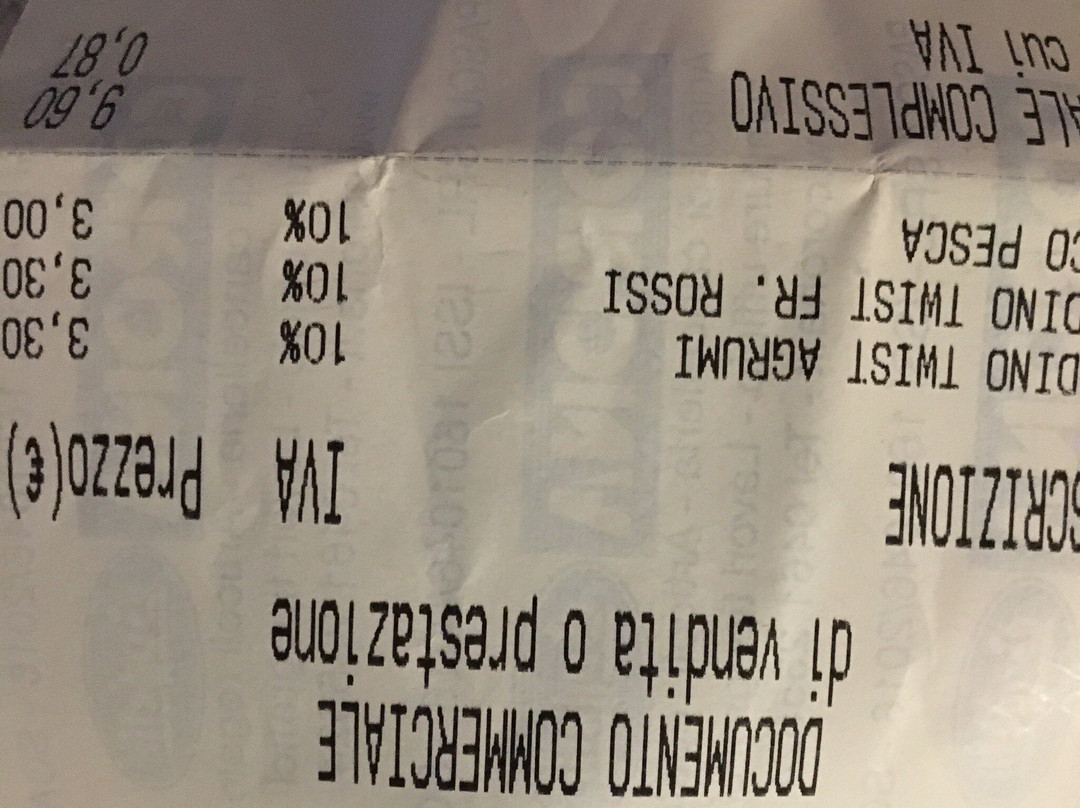 DOCUMENTO COMMERCIALE
di vendita o prestazione
SCRIZIONE IVA Prezzo(€)
DINO TWIST AGRUMI 10% 3,30
DINO TWIST FR. ROSSI 10% 3,30
CO PESCA 10% 3,00
ALE COMPLESSIVO 9,60
cui IVA 0,87